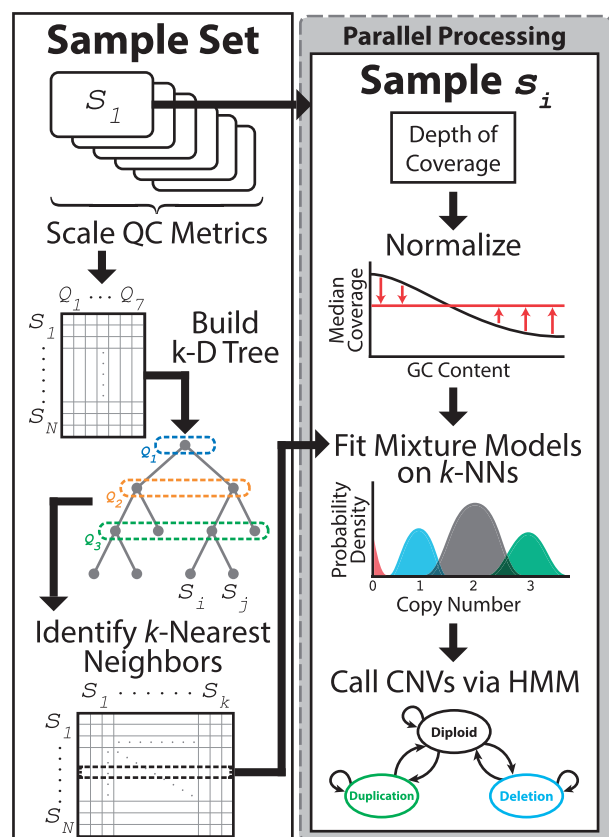 Sample Set
S1
Scale QC Metrics
Q1 ··· Q7
S1
SN
Build
k-D Tree
Q1
Q2
Q3
Si Sj
Identify k-Nearest
Neighbors
S1 ······ Sk
S1
SN
Parallel Processing
Sample si
Depth of
Coverage
Normalize
Median
Coverage
GC Content
Fit Mixture Models
on k-NNs
Probability
Density
0 1 2 3
Copy Number
Call CNVs via HMM
Diploid
Duplication
Deletion